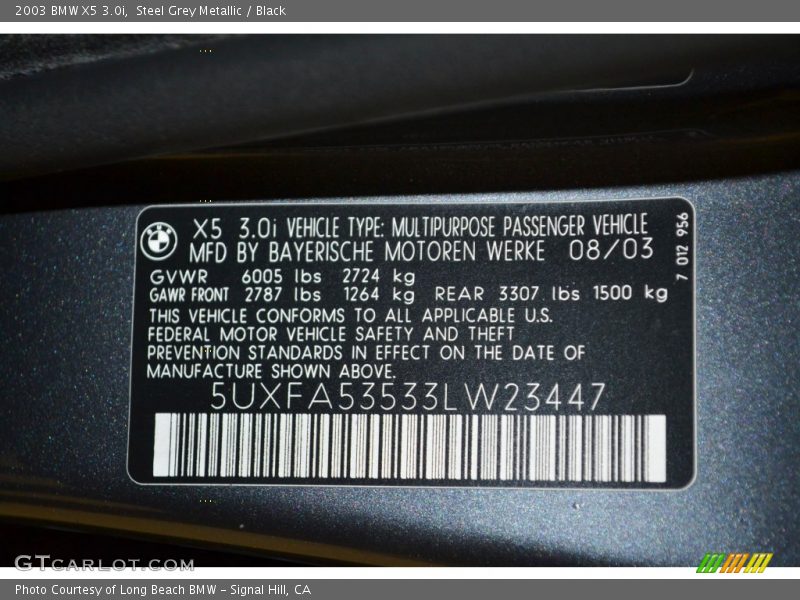 2003 BMW X5 3.0i, Steel Grey Metallic / Black
X5 3.0i VEHICLE TYPE: MULTIPURPOSE PASSENGER VEHICLE
MFD BY BAYERISCHE MOTOREN WERKE 08/03
GVWR 6005 lbs 2724 kg
GAWR FRONT 2787 lbs 1264 kg REAR 3307 lbs 1500 kg
THIS VEHICLE CONFORMS TO ALL APPLICABLE U.S.
FEDERAL MOTOR VEHICLE SAFETY AND THEFT
PREVENTION STANDARDS IN EFFECT ON THE DATE OF
MANUFACTURE SHOWN ABOVE.
5UXFA53533LW23447
7 012 956
GTCARLOT.COM
Photo Courtesy of Long Beach BMW - Signal Hill, CA